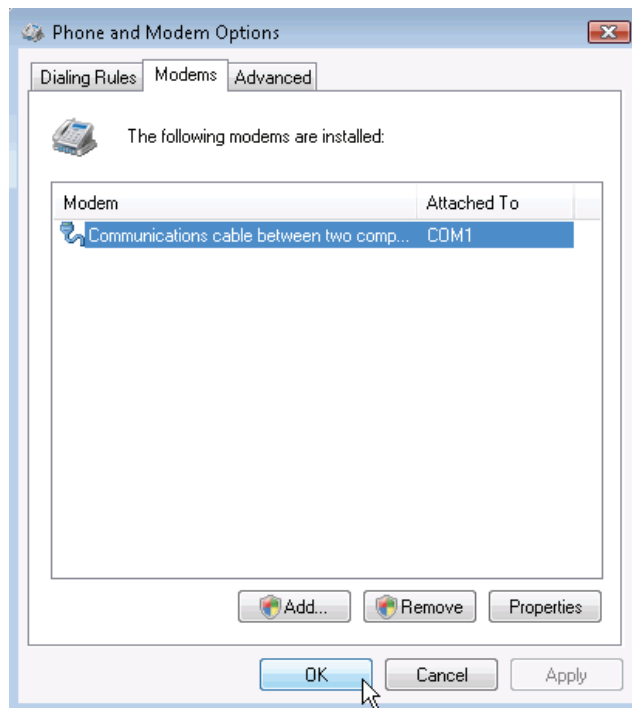 Phone and Modem Options
Dialing Rules Modems Advanced
The following modems are installed:
Modem Attached To
Communications cable between two comp... COM1
Add... Remove Properties
OK Cancel Apply